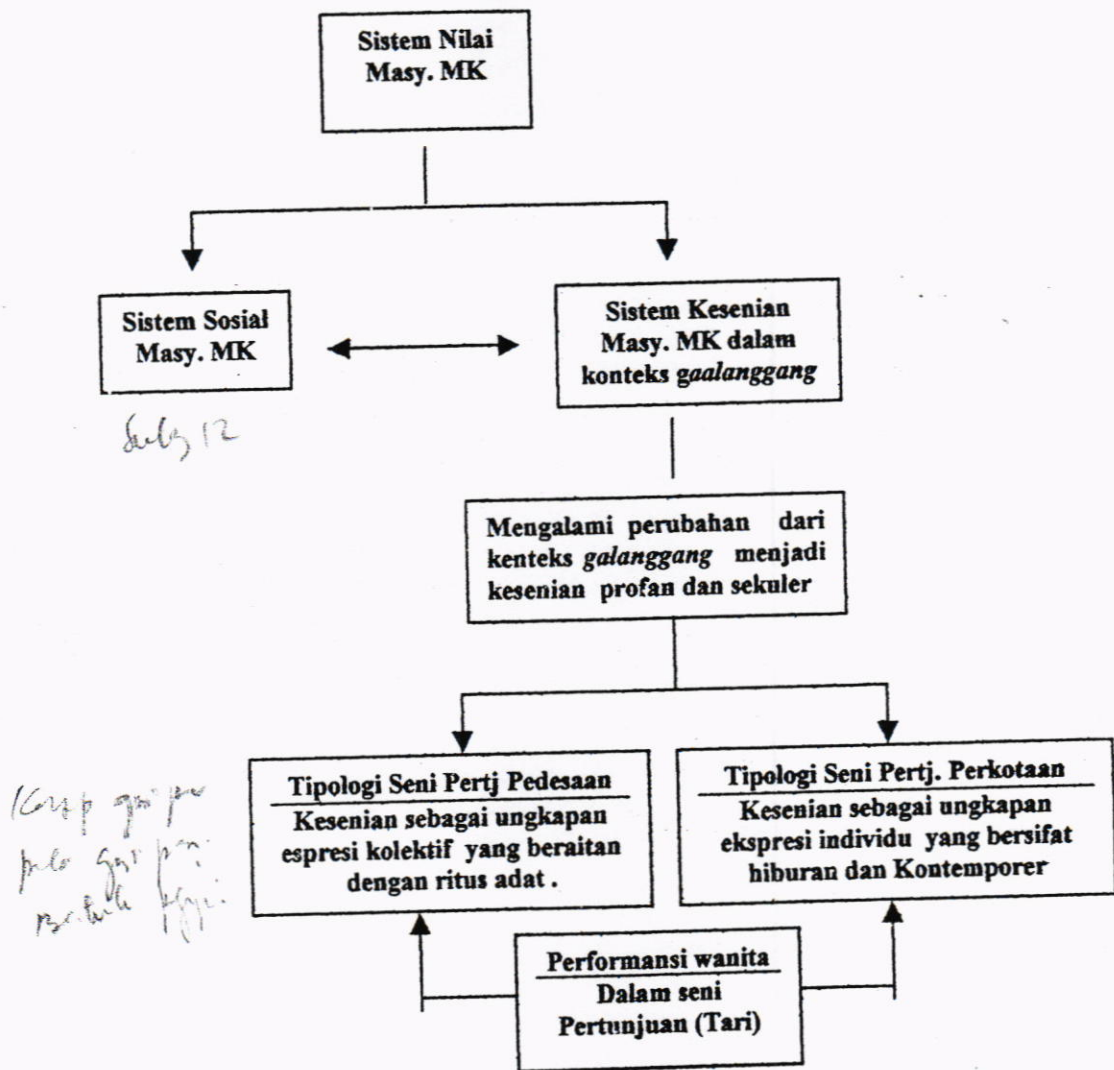 Sistem Nilai
Masy. MK
Sistem Sosial
Masy. MK
Sistem Kesenian
Masy. MK dalam
konteks gaalanggang
12
Mengalami perubahan dari
kenteks galanggang menjadi
kesenian profan dan sekuler
Tipologi Seni Pertj Pedesaan
Kesenian sebagai ungkapan
espresi kolektif yang beraitan
dengan ritus adat .
Tipologi Seni Pertj. Perkotaan
Kesenian sebagai ungkapan
ekspresi individu yang bersifat
hiburan dan Kontemporer
Performansi wanita
Dalam seni
Pertunjuan (Tari)